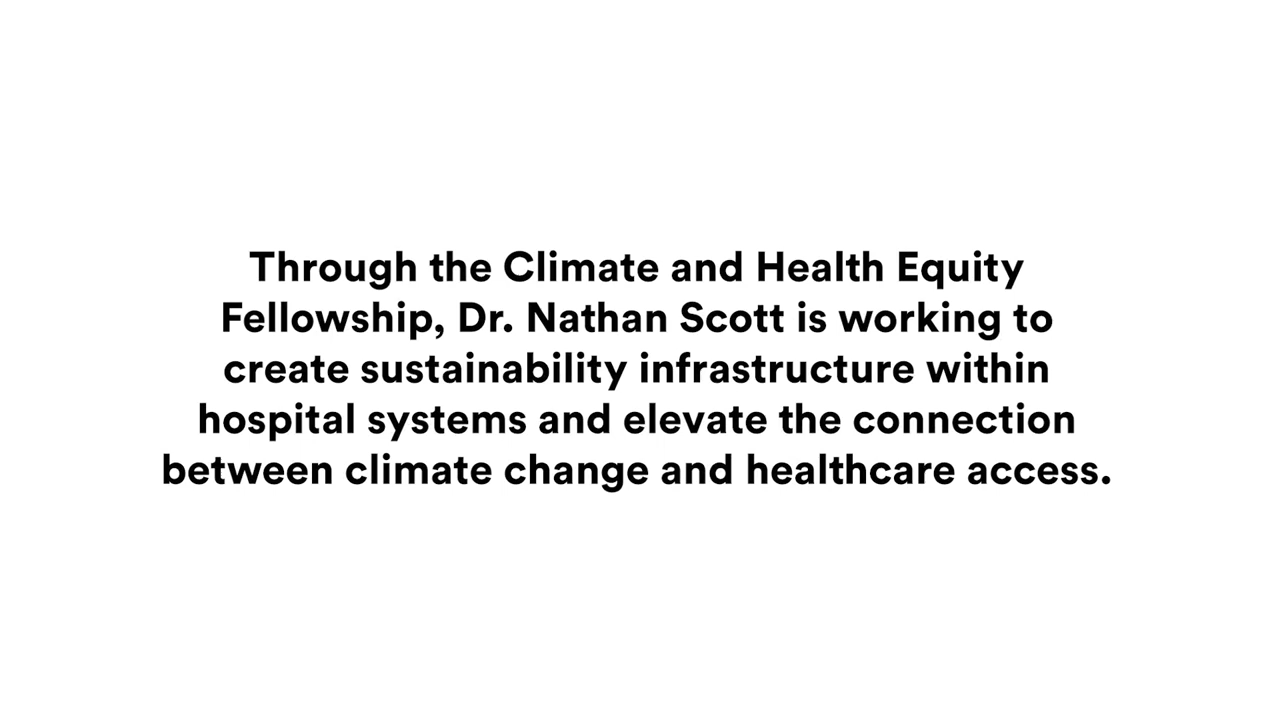 Through the Climate and Health Equity
Fellowship, Dr. Nathan Scott is working to
create sustainability infrastructure within
hospital systems and elevate the connection
between climate change and healthcare access.